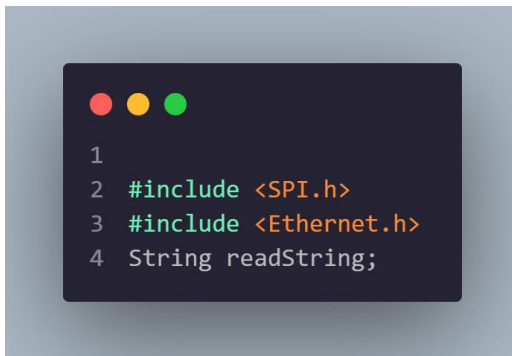 1
2 #include <SPI.h>
3 #include <Ethernet.h>
4 String readString;